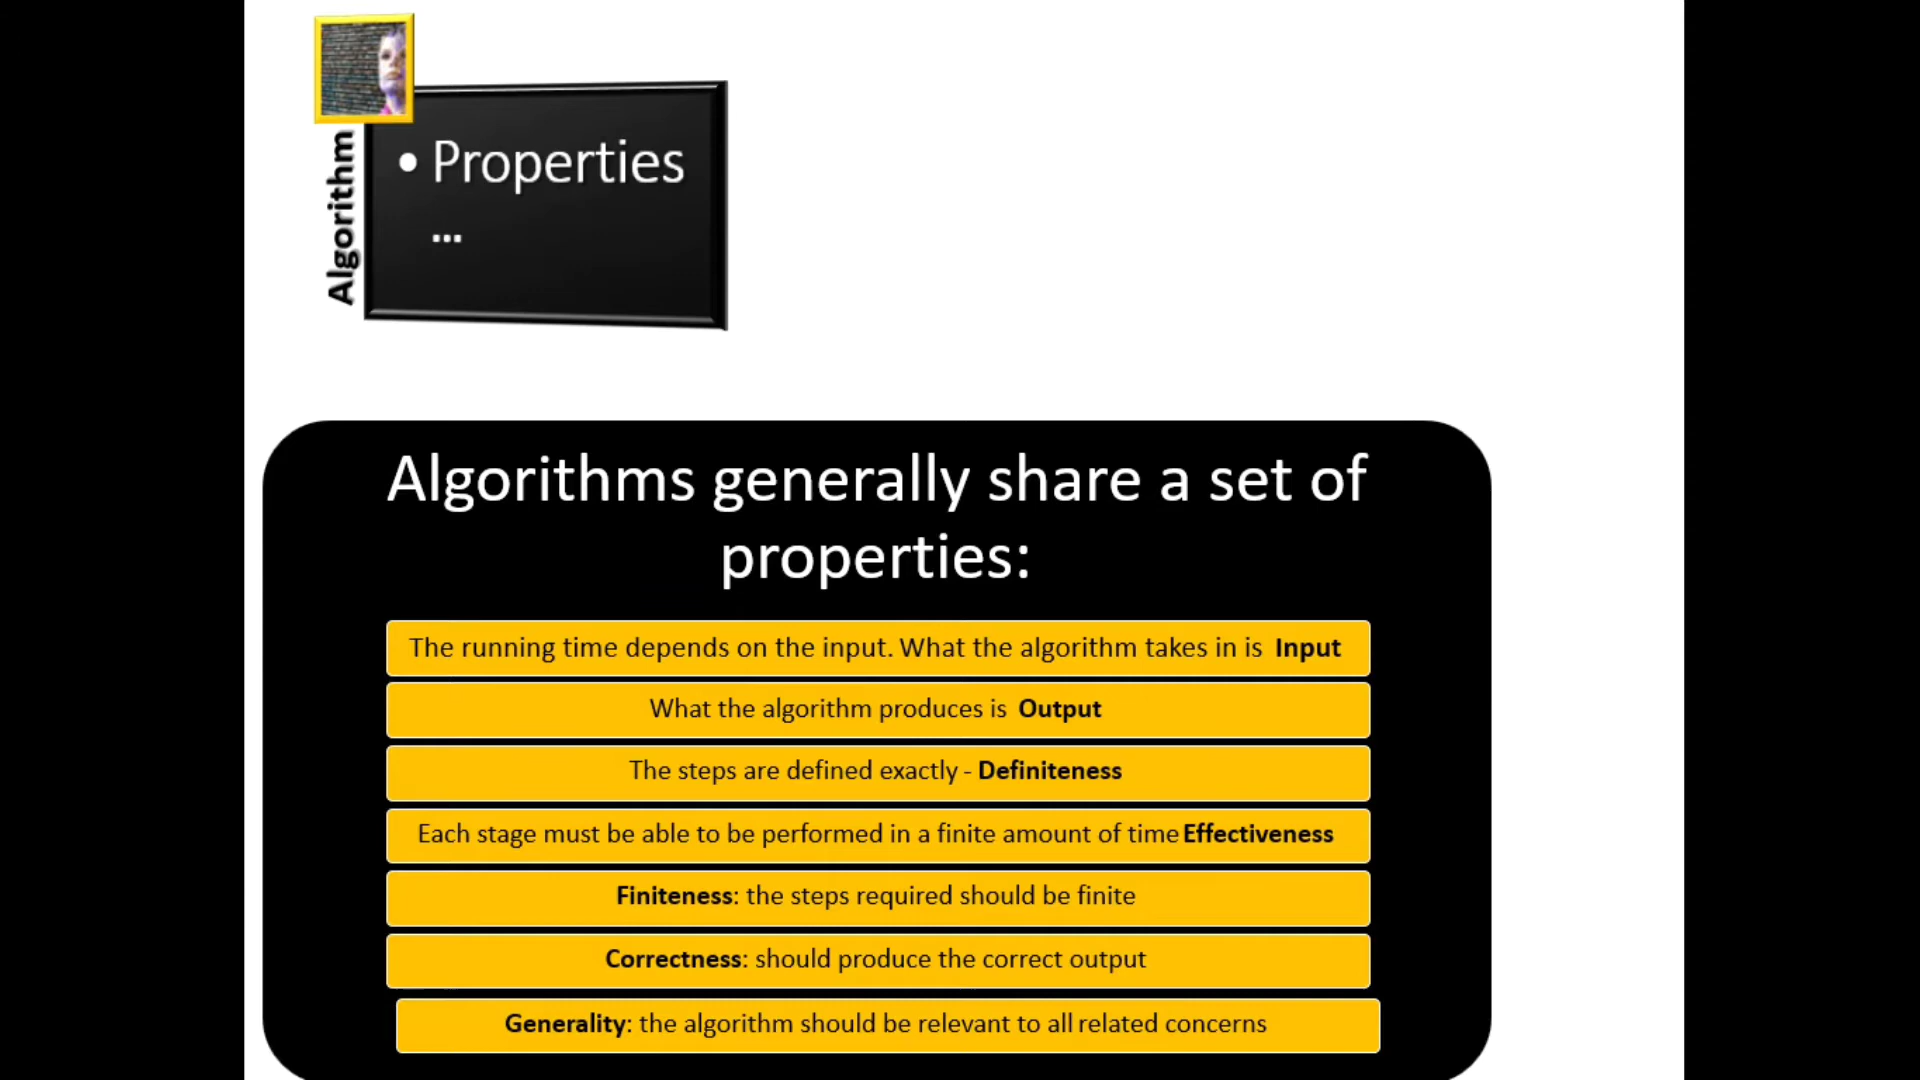 Algorithm
• Properties
...
Algorithms generally share a set of
properties:
The running time depends on the input. What the algorithm takes in is Input
What the algorithm produces is Output
The steps are defined exactly - Definiteness
Each stage must be able to be performed in a finite amount of time Effectiveness
Finiteness: the steps required should be finite
Correctness: should produce the correct output
Generality: the algorithm should be relevant to all related concerns